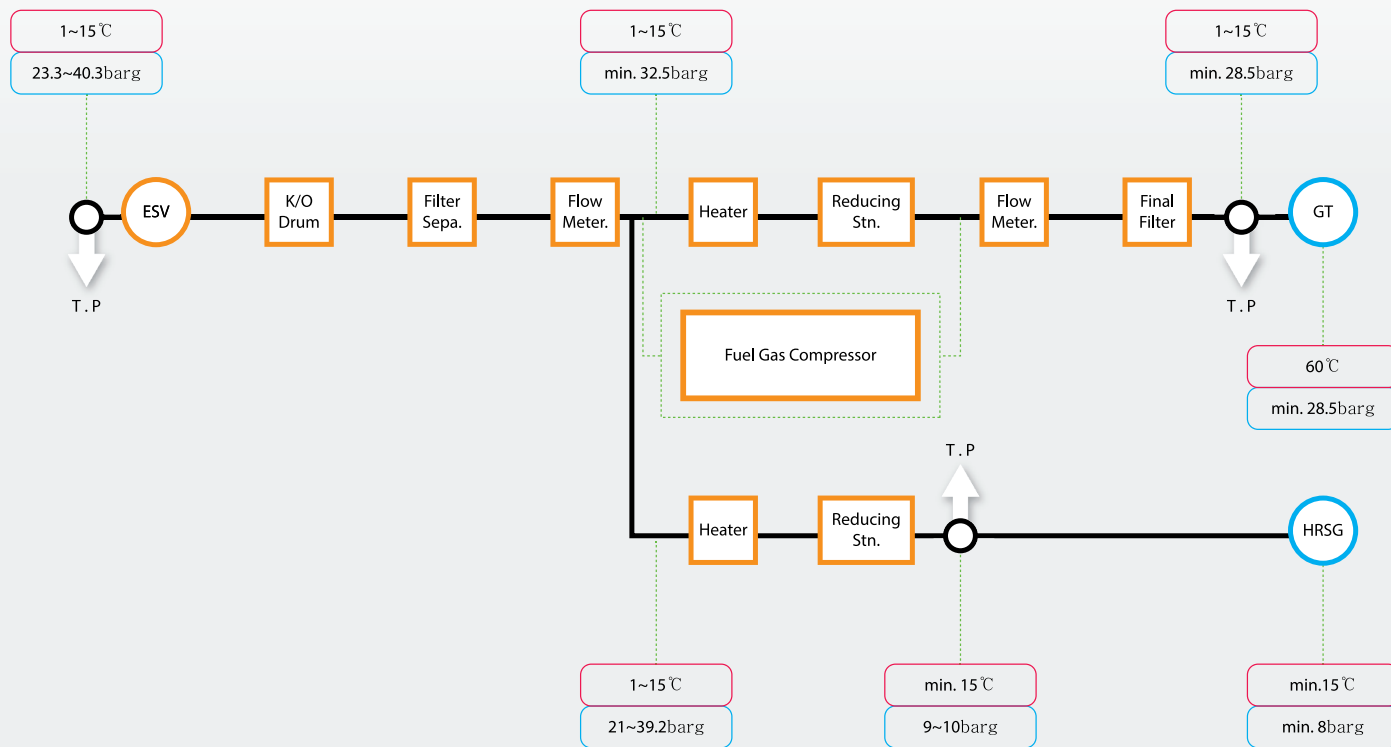 1~15℃
23.3~40.3barg
1~15℃
min. 32.5barg
1~15℃
min. 28.5barg
ESV
K/O
Drum
Filter
Sepa.
Flow
Meter.
Heater
Reducing
Stn.
Flow
Meter.
Final
Filter
GT
T.P
T.P
Fuel Gas Compressor
60℃
min. 28.5barg
T.P
Heater
Reducing
Stn.
HRSG
1~15℃
21~39.2barg
min. 15℃
9~10barg
min.15℃
min. 8barg